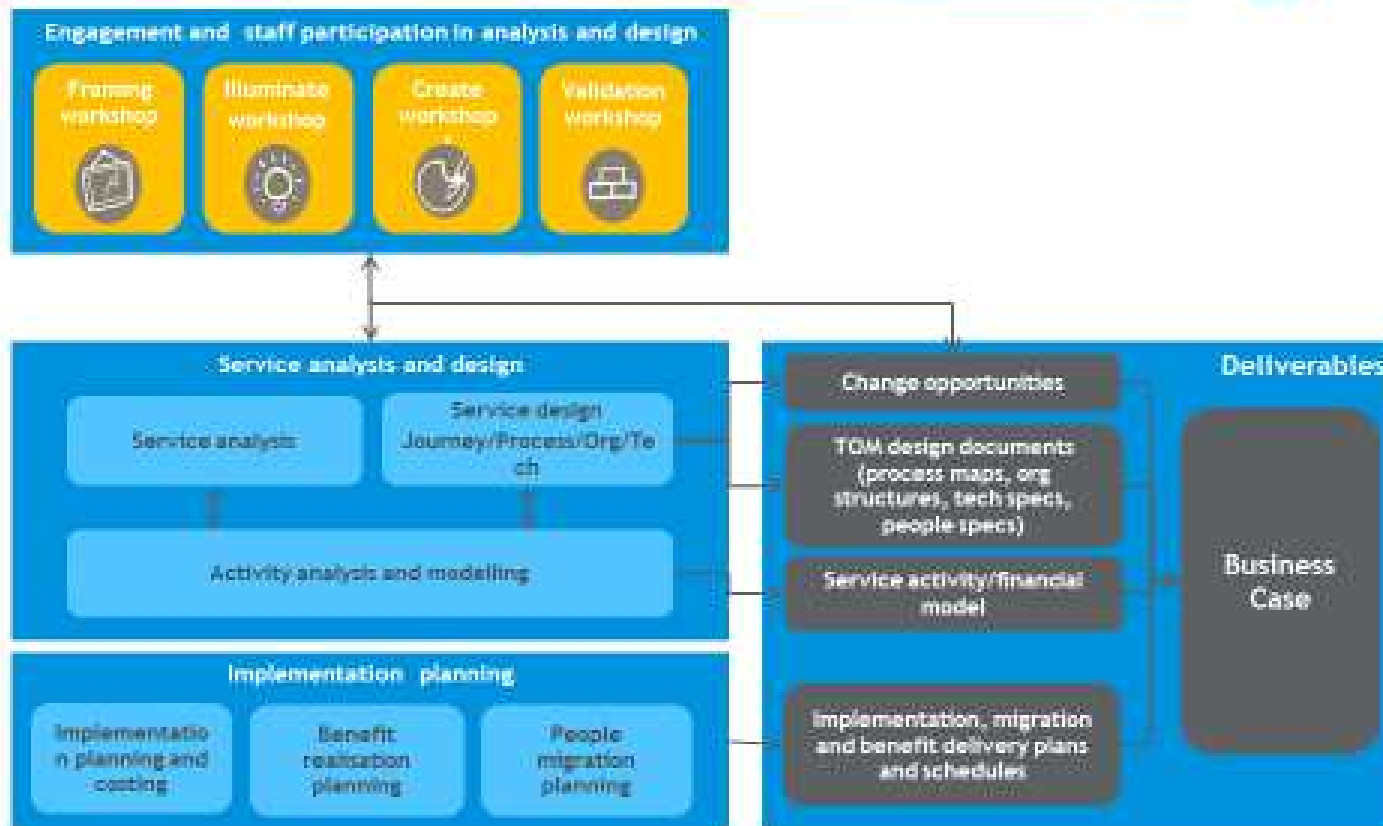 Engagement and staff participation in analysis and design
Framing
workshop
Illuminate
workshop
Create
workshop
Validation
workshop
Service analysis and design
Service analysis
Service design
Journey/Process/Org/Te
ch
Activity analysis and modelling
Implementation planning
Implementatio
n planning and
costing
Benefit
realisation
planning
People
migration
planning
Deliverables
Change opportunities
TOM design documents
(process maps, org
structures, tech specs,
people specs)
Service activity/financial
model
Implementation, migration
and benefit delivery plans
and schedules
Business
Case